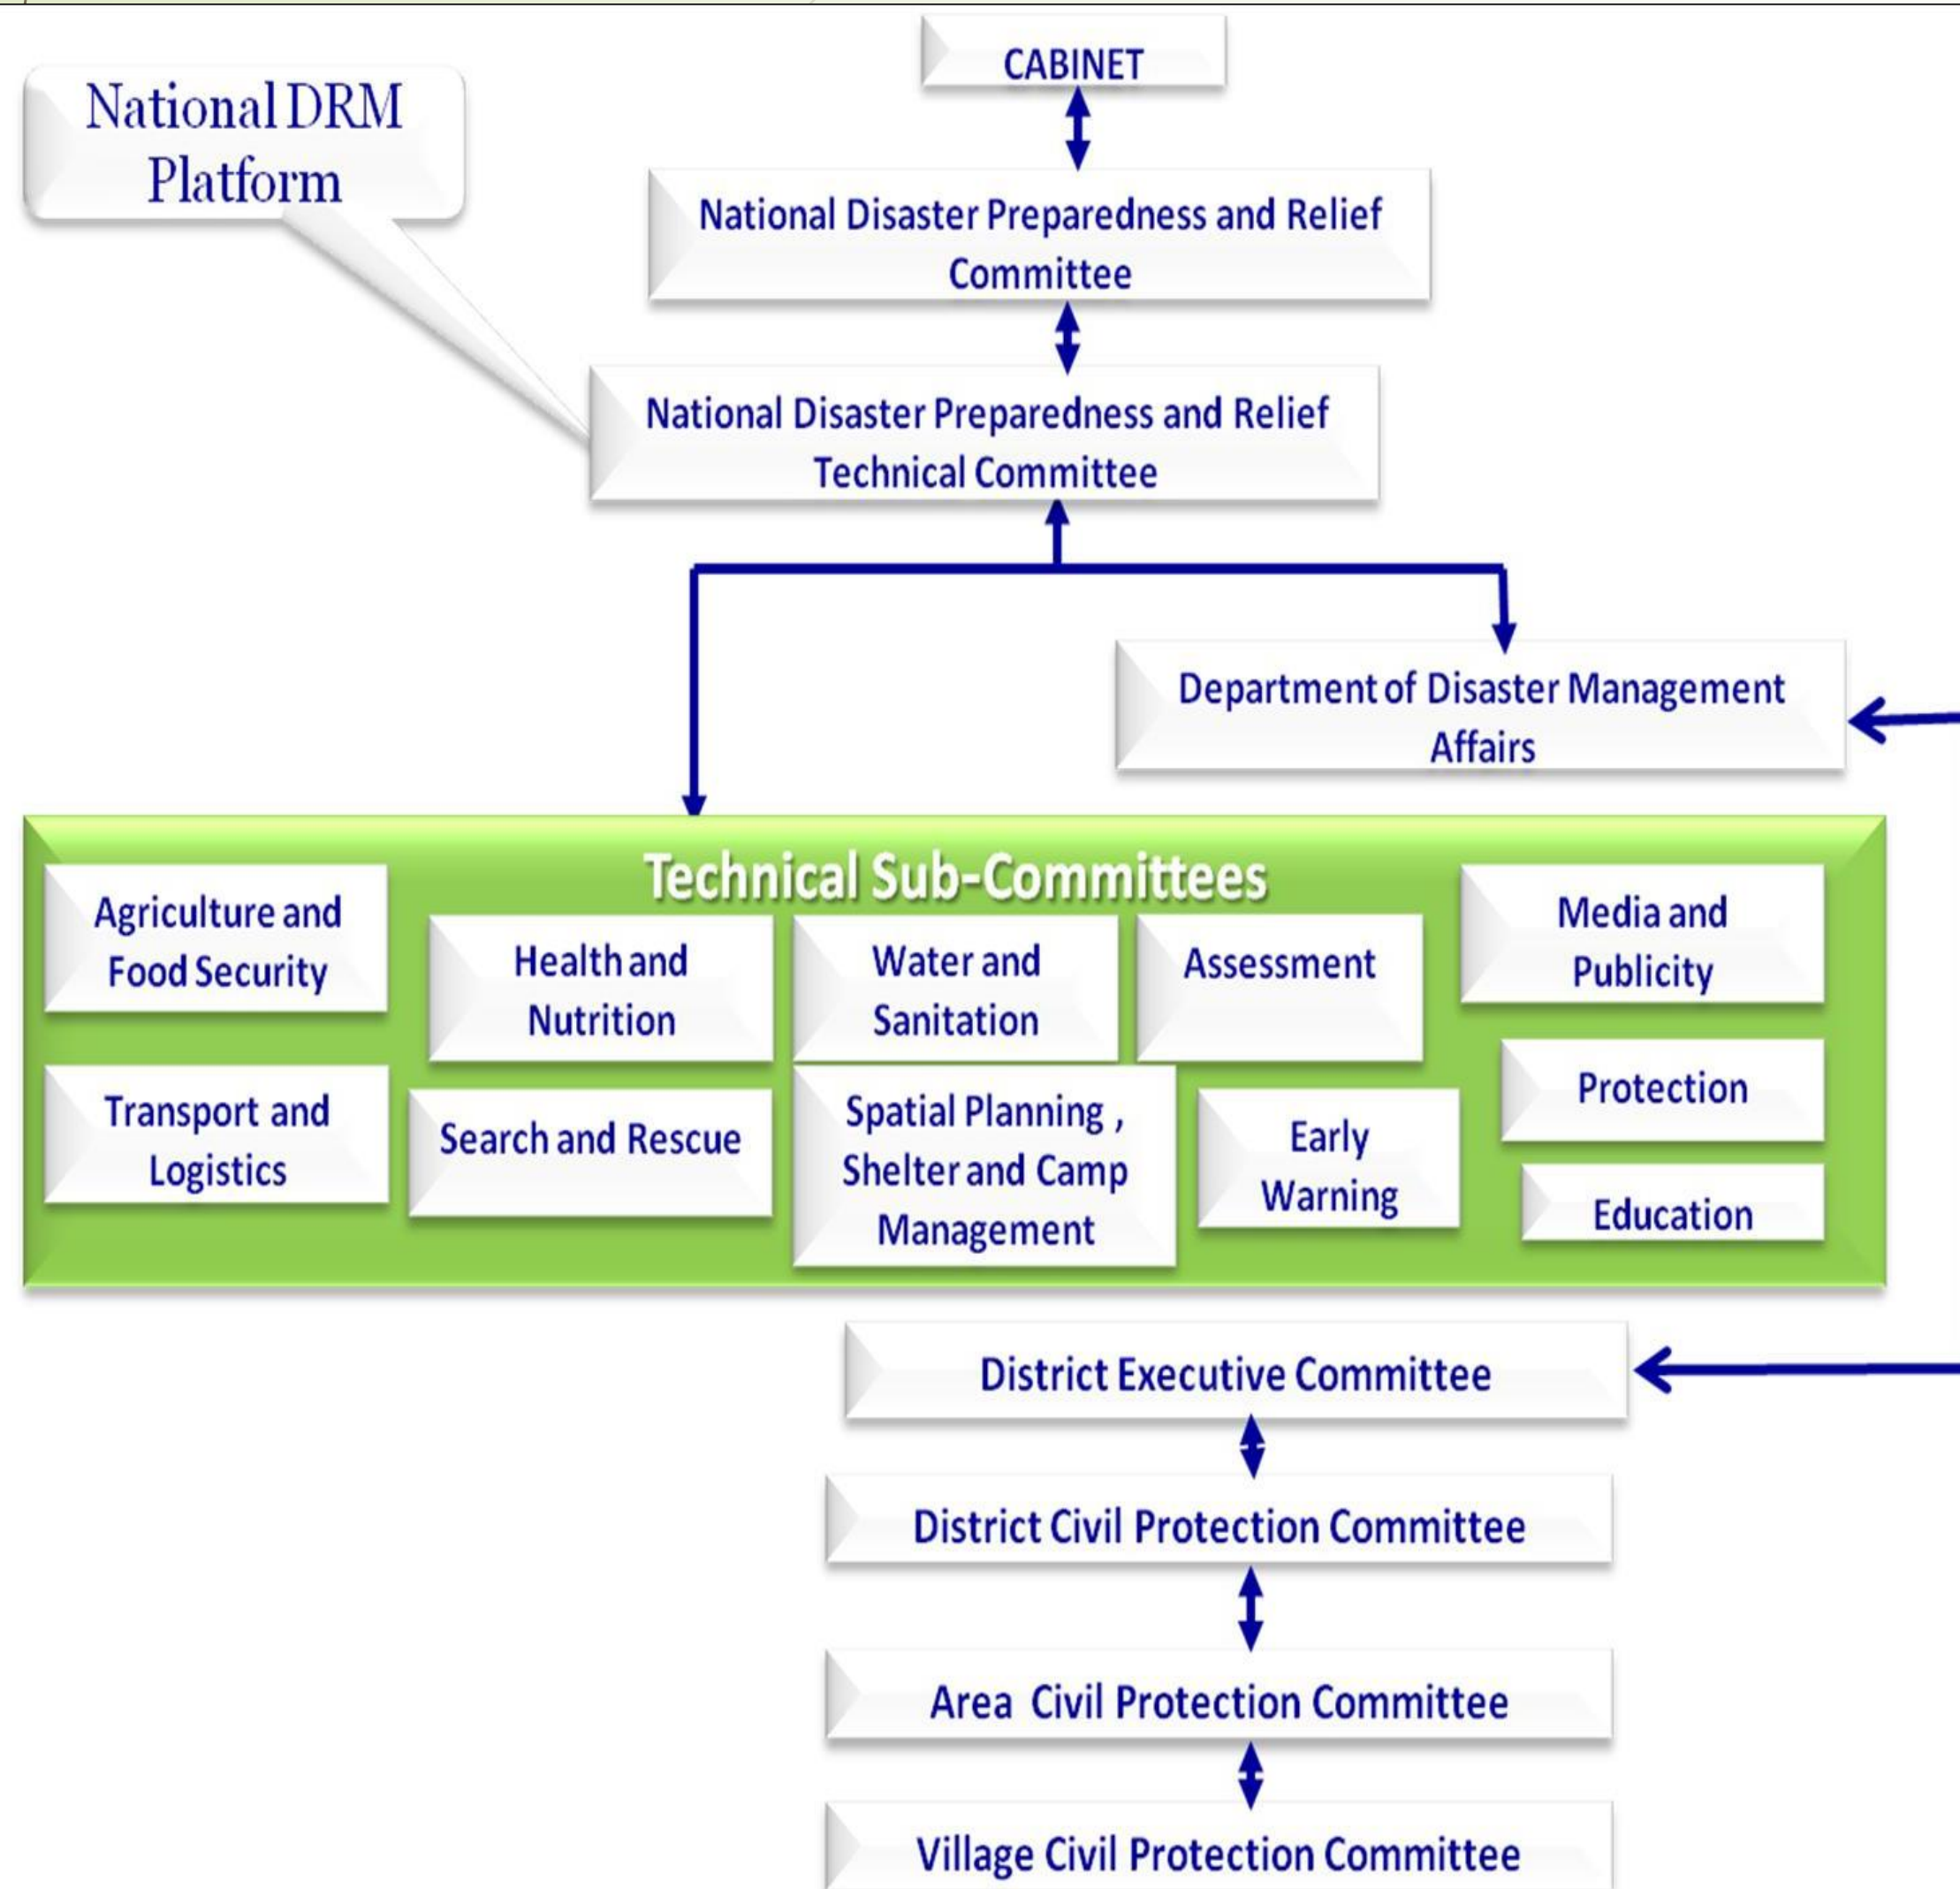 CABINET
National DRM
Platform
National Disaster Preparedness and Relief
Committee
National Disaster Preparedness and Relief
Technical Committee
Department of Disaster Management
Affairs
Technical Sub-Committees
Agriculture and
Food Security
Health and
Nutrition
Water and
Sanitation
Assessment
Media and
Publicity
Transport and
Logistics
Search and Rescue
Spatial Planning ,
Shelter and Camp
Management
Early
Warning
Protection
Education
District Executive Committee
District Civil Protection Committee
Area Civil Protection Committee
Village Civil Protection Committee